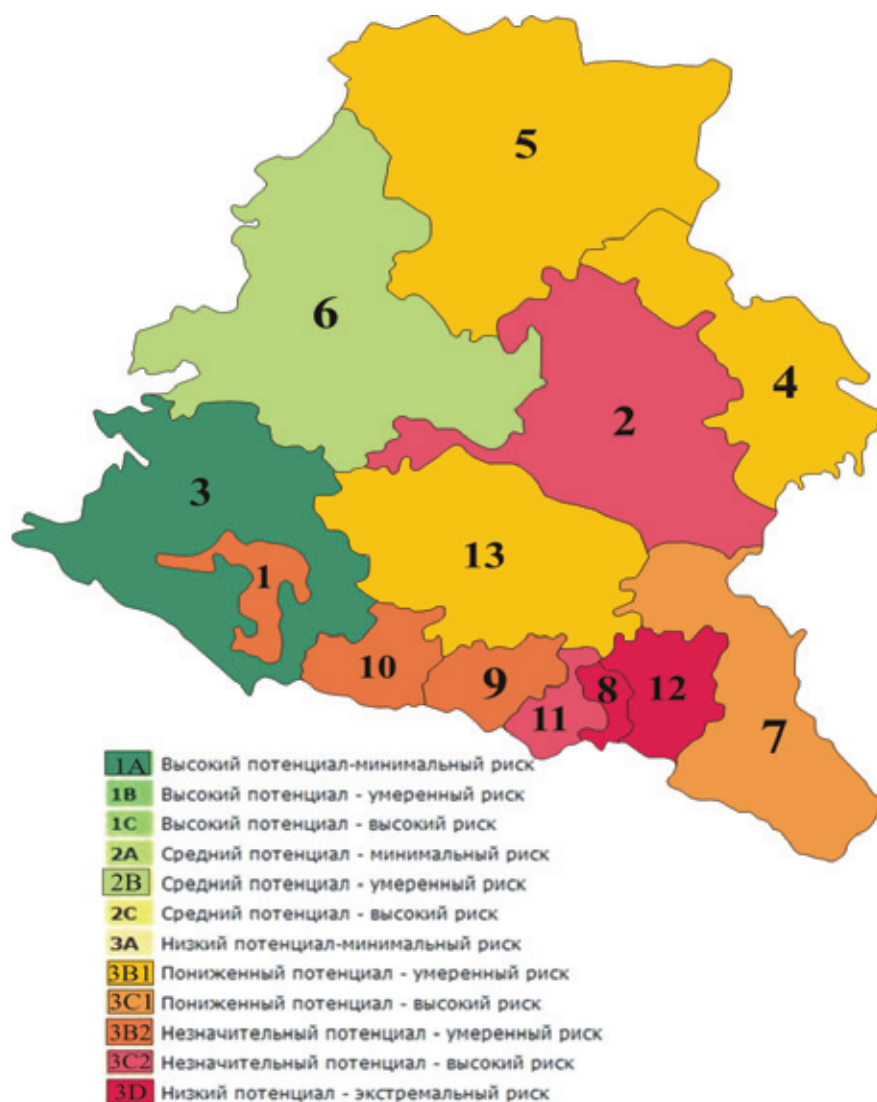 5
6
4
2
3
13
1
10
9
8
12
11
7
1A Высокий потенциал-минимальный риск
1B Высокий потенциал - умеренный риск
1C Высокий потенциал - высокий риск
2A Средний потенциал - минимальный риск
2B Средний потенциал - умеренный риск
2C Средний потенциал - высокий риск
3A Низкий потенциал-минимальный риск
3B1 Пониженный потенциал - умеренный риск
3C1 Пониженный потенциал - высокий риск
3B2 Незначительный потенциал - умеренный риск
3C2 Незначительный потенциал - высокий риск
3D Низкий потенциал - экстремальный риск